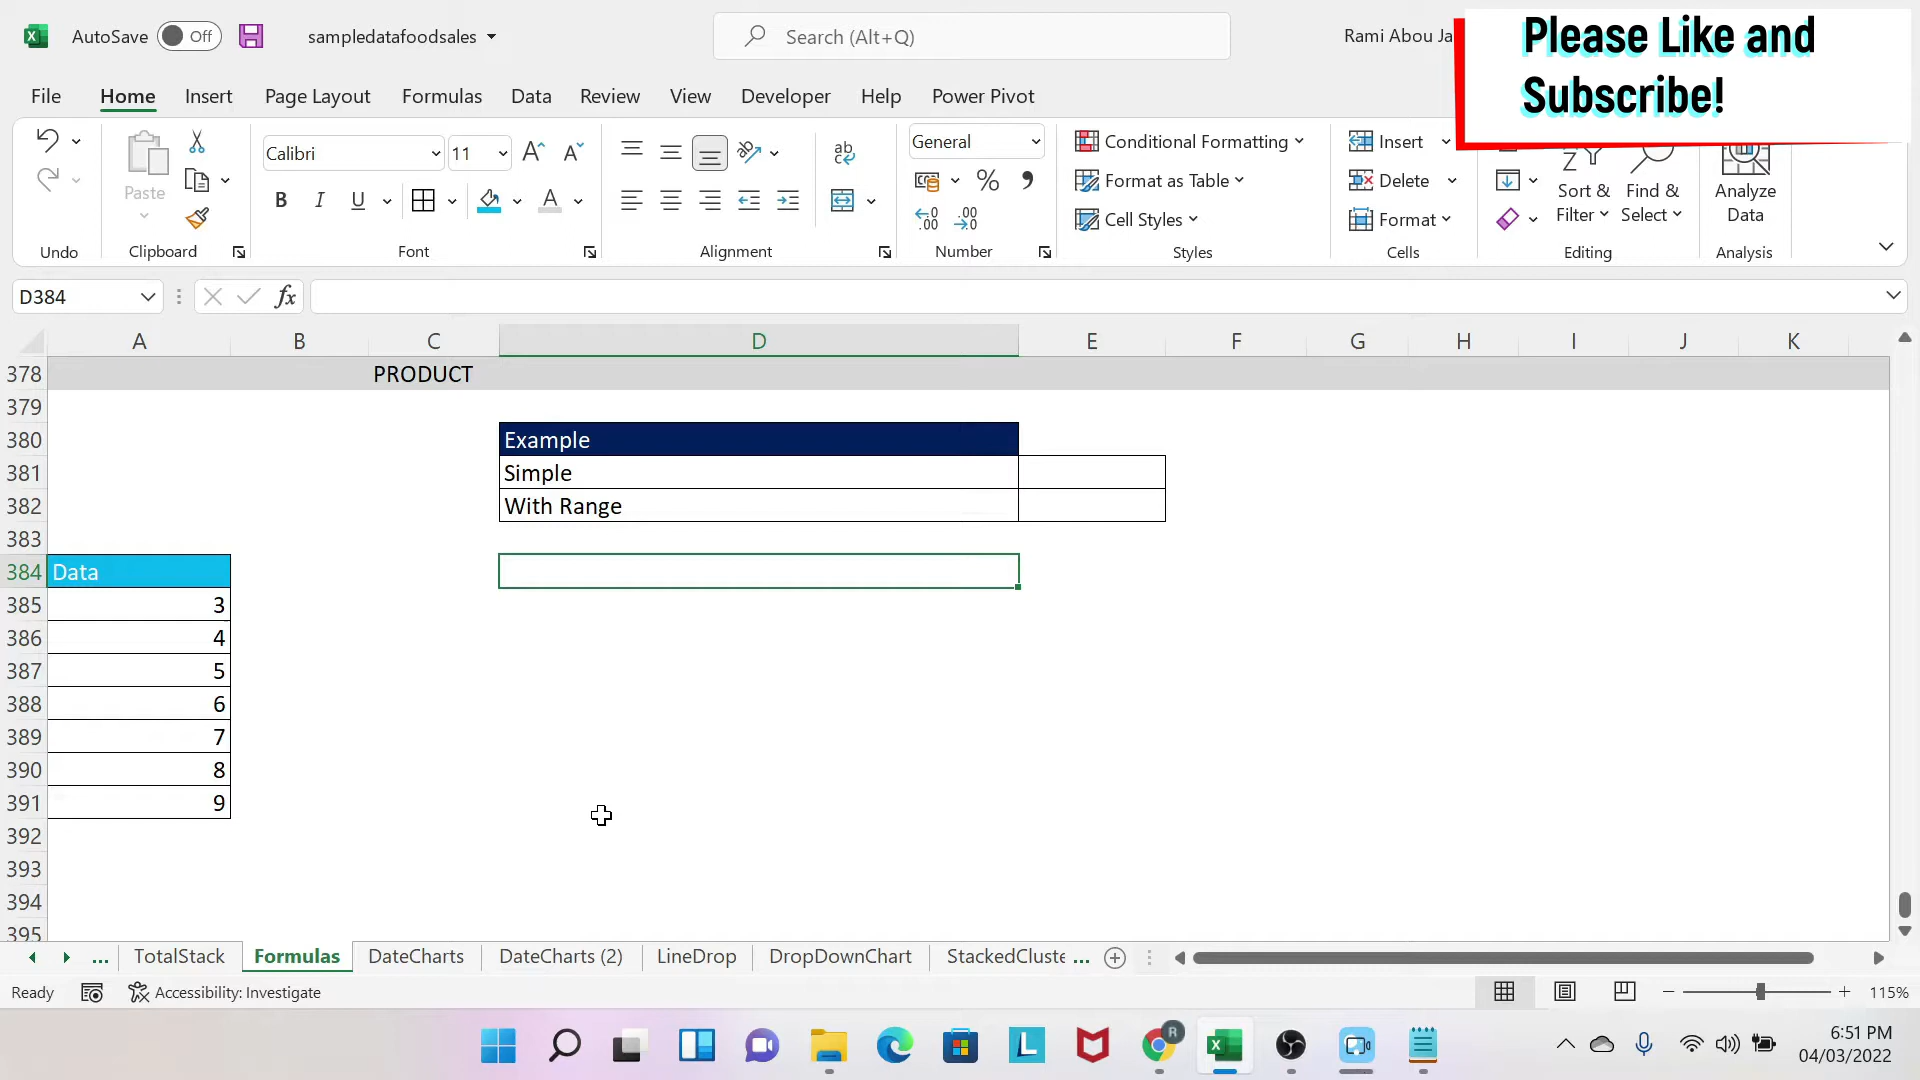 AutoSave Off sampledatafoodsales Search (Alt+Q) Rami Abou Ja
Please Like and
Subscribe!
File Home Insert Page Layout Formulas Data Review View Developer Help Power Pivot
Paste Calibri 11 General Conditional Formatting Insert
Format as Table Delete Sort & Find & Analyze
Cell Styles Format Filter Select Data
Undo Clipboard Font Alignment Number Styles Cells Editing Analysis
D384 fx
A B C D E F G H I J K
378 PRODUCT
379
380 Example
381 Simple
382 With Range
383
384 Data
385 3
386 4
387 5
388 6
389 7
390 8
391 9
392
393
394
395
... TotalStack Formulas DateCharts DateCharts (2) LineDrop DropDownChart StackedCluste ...
Ready Accessibility: Investigate 115%
6:51 PM
04/03/2022